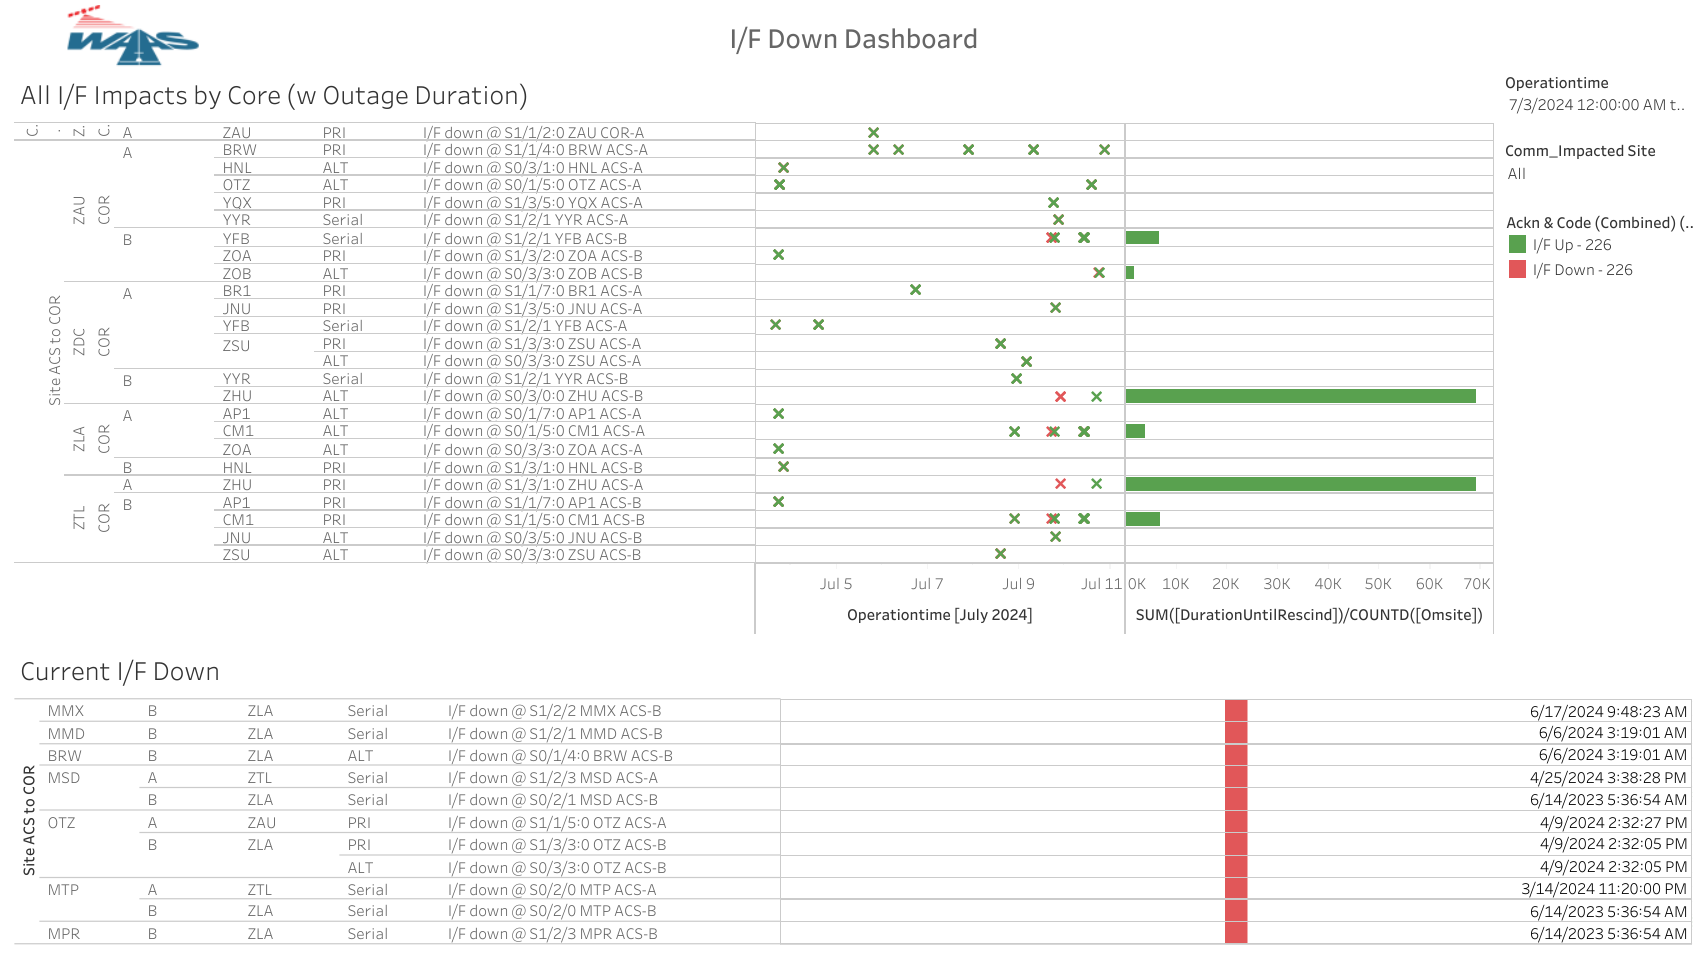 WAAS
I/F Down Dashboard
All I/F Impacts by Core (w Outage Duration)
Operationtime
7/3/2024 12:00:00 AM t..
Comm_Impacted Site
All
Ackn & Code (Combined) (..
I/F Up - 226
I/F Down - 226
C. . Z. C. A ZAU PRI I/F down @ S1/1/2:0 ZAU COR-A
Site ACS to COR
ZAU COR A BRW PRI I/F down @ S1/1/4:0 BRW ACS-A
HNL ALT I/F down @ S0/3/1:0 HNL ACS-A
OTZ ALT I/F down @ S0/1/5:0 OTZ ACS-A
YQX PRI I/F down @ S1/3/5:0 YQX ACS-A
YYR Serial I/F down @ S1/2/1 YYR ACS-A
B YFB Serial I/F down @ S1/2/1 YFB ACS-B
ZOA PRI I/F down @ S1/3/2:0 ZOA ACS-B
ZOB ALT I/F down @ S0/3/3:0 ZOB ACS-B
ZDC COR A BR1 PRI I/F down @ S1/1/7:0 BR1 ACS-A
JNU PRI I/F down @ S1/3/5:0 JNU ACS-A
YFB Serial I/F down @ S1/2/1 YFB ACS-A
ZSU PRI I/F down @ S1/3/3:0 ZSU ACS-A
ALT I/F down @ S0/3/3:0 ZSU ACS-A
B YYR Serial I/F down @ S1/2/1 YYR ACS-B
ZHU ALT I/F down @ S0/3/0:0 ZHU ACS-B
ZLA COR A AP1 ALT I/F down @ S0/1/7:0 AP1 ACS-A
CM1 ALT I/F down @ S0/1/5:0 CM1 ACS-A
ZOA ALT I/F down @ S0/3/3:0 ZOA ACS-A
B HNL PRI I/F down @ S1/3/1:0 HNL ACS-B
ZTL COR A ZHU PRI I/F down @ S1/3/1:0 ZHU ACS-A
B AP1 PRI I/F down @ S1/1/7:0 AP1 ACS-B
CM1 PRI I/F down @ S1/1/5:0 CM1 ACS-B
JNU ALT I/F down @ S0/3/5:0 JNU ACS-B
ZSU ALT I/F down @ S0/3/3:0 ZSU ACS-B
Jul 5 Jul 7 Jul 9 Jul 11 0K 10K 20K 30K 40K 50K 60K 70K
Operationtime [July 2024] SUM([DurationUntilRescind])/COUNTD([Omsite])
Current I/F Down
Site ACS to COR
MMX B ZLA Serial I/F down @ S1/2/2 MMX ACS-B 6/17/2024 9:48:23 AM
MMD B ZLA Serial I/F down @ S1/2/1 MMD ACS-B 6/6/2024 3:19:01 AM
BRW B ZLA ALT I/F down @ S0/1/4:0 BRW ACS-B 6/6/2024 3:19:01 AM
MSD A ZTL Serial I/F down @ S1/2/3 MSD ACS-A 4/25/2024 3:38:28 PM
B ZLA Serial I/F down @ S0/2/1 MSD ACS-B 6/14/2023 5:36:54 AM
OTZ A ZAU PRI I/F down @ S1/1/5:0 OTZ ACS-A 4/9/2024 2:32:27 PM
B ZLA PRI I/F down @ S1/3/3:0 OTZ ACS-B 4/9/2024 2:32:05 PM
ALT I/F down @ S0/3/3:0 OTZ ACS-B 4/9/2024 2:32:05 PM
MTP A ZTL Serial I/F down @ S0/2/0 MTP ACS-A 3/14/2024 11:20:00 PM
B ZLA Serial I/F down @ S0/2/0 MTP ACS-B 6/14/2023 5:36:54 AM
MPR B ZLA Serial I/F down @ S1/2/3 MPR ACS-B 6/14/2023 5:36:54 AM